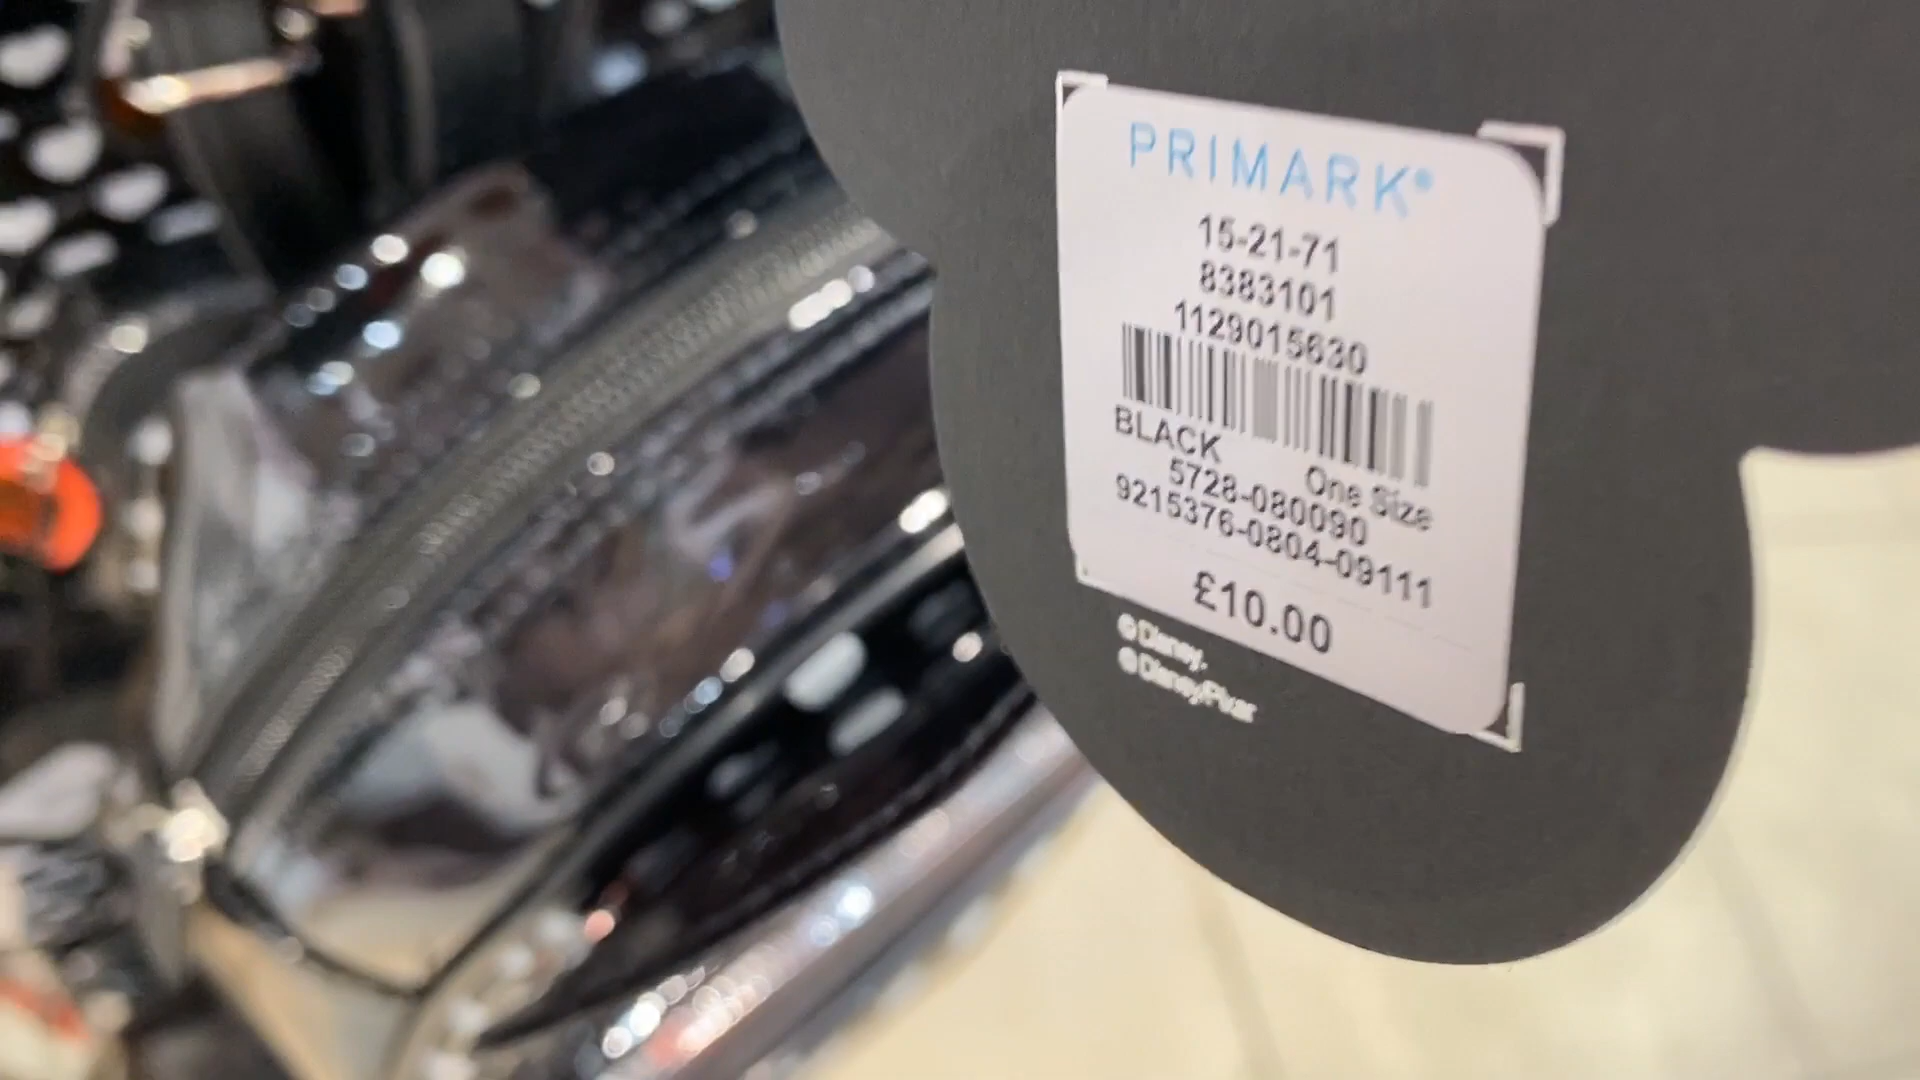 PRIMARK®
15-21-71
8383101
1129015630
BLACK
One Size
5728-080090
9215376-0804-09111
£10.00
©Disney.
©Disney/Pixar